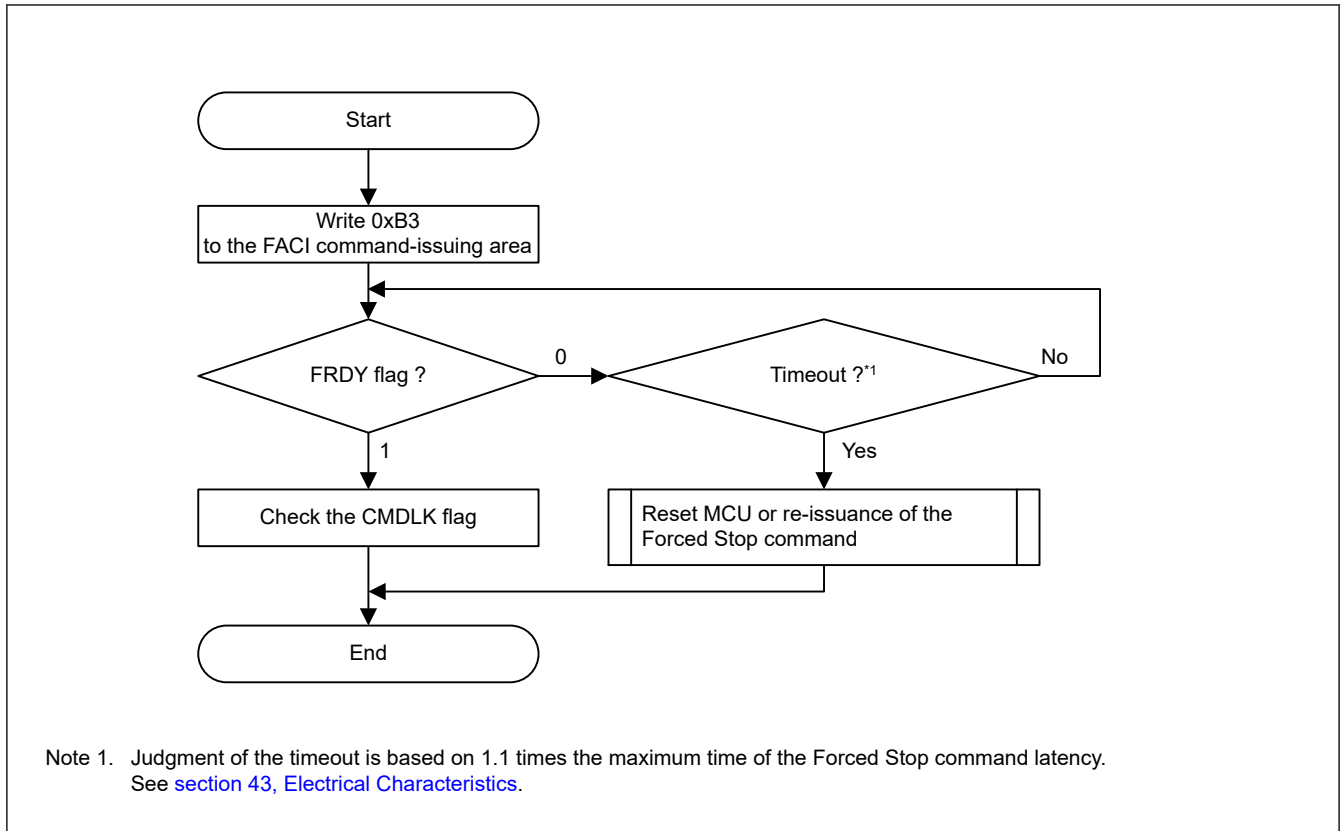 Start
Write 0xB3
to the FACI command-issuing area
FRDY flag ?
0
Timeout ?*1
No
1
Yes
Check the CMDLK flag
Reset MCU or re-issuance of the
Forced Stop command
End
Note 1. Judgment of the timeout is based on 1.1 times the maximum time of the Forced Stop command latency.
See section 43, Electrical Characteristics.